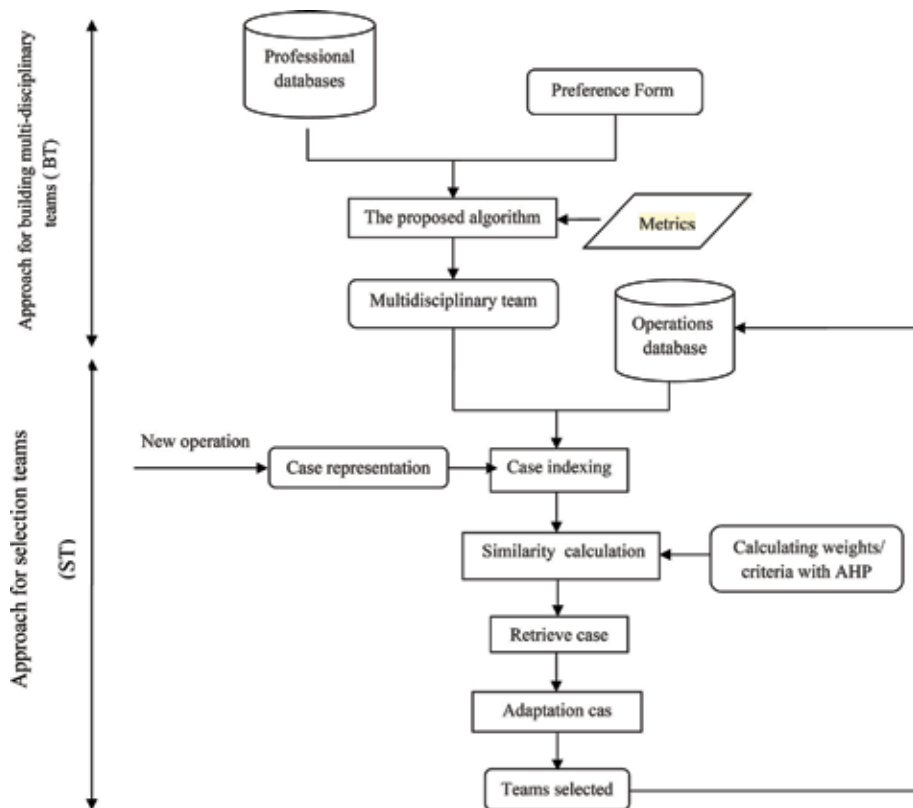 Approach for building multi-disciplinary
teams ( BT)
Professional
databases
Preference Form
The proposed algorithm
Metrics
Multidisciplinary team
Operations
database
Approach for selection teams
(ST)
New operation
Case representation
Case indexing
Similarity calculation
Calculating weights/
criteria with AHP
Retrieve case
Adaptation cas
Teams selected